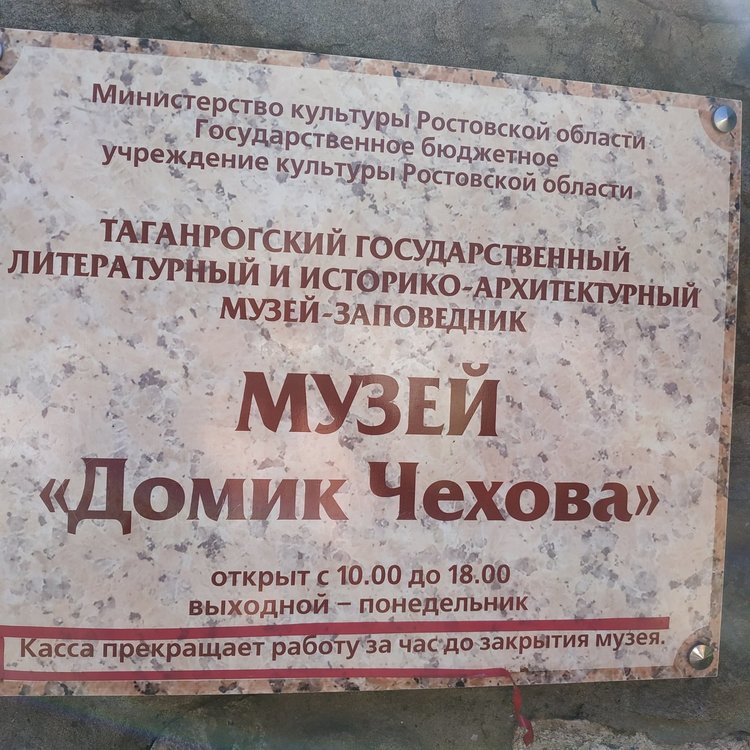 Министерство культуры Ростовской области
Государственное бюджетное
учреждение культуры Ростовской области
ТАГАНРОГСКИЙ ГОСУДАРСТВЕННЫЙ
ЛИТЕРАТУРНЫЙ И ИСТОРИКО-АРХИТЕКТУРНЫЙ
МУЗЕЙ-ЗАПОВЕДНИК
МУЗЕЙ
«Домик Чехова»
открыт с 10.00 до 18.00
выходной – понедельник
Касса прекращает работу за час до закрытия музея.